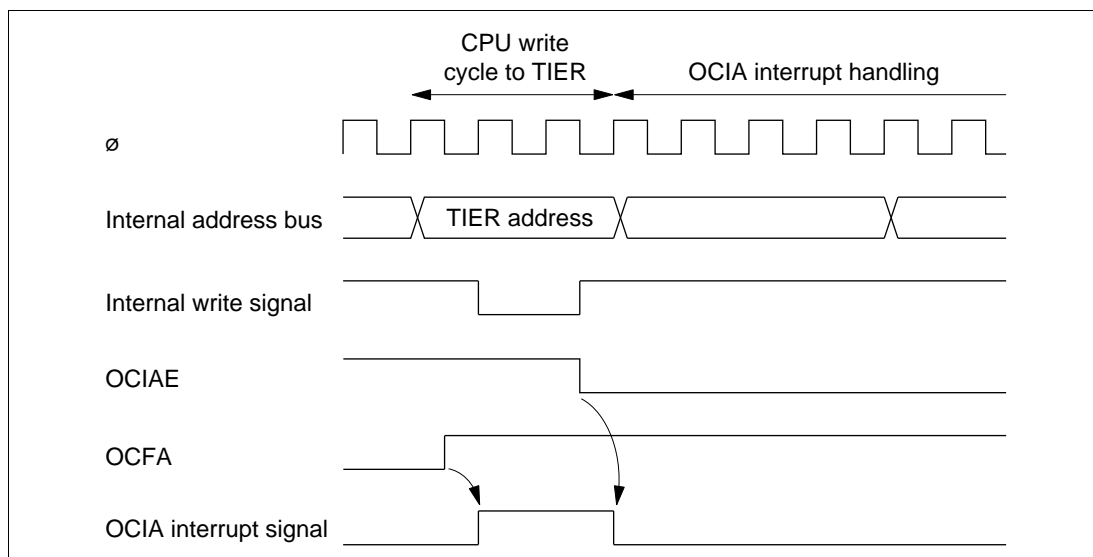 CPU write
cycle to TIER
OCIA interrupt handling
ø
Internal address bus
TIER address
Internal write signal
OCIAE
OCFA
OCIA interrupt signal